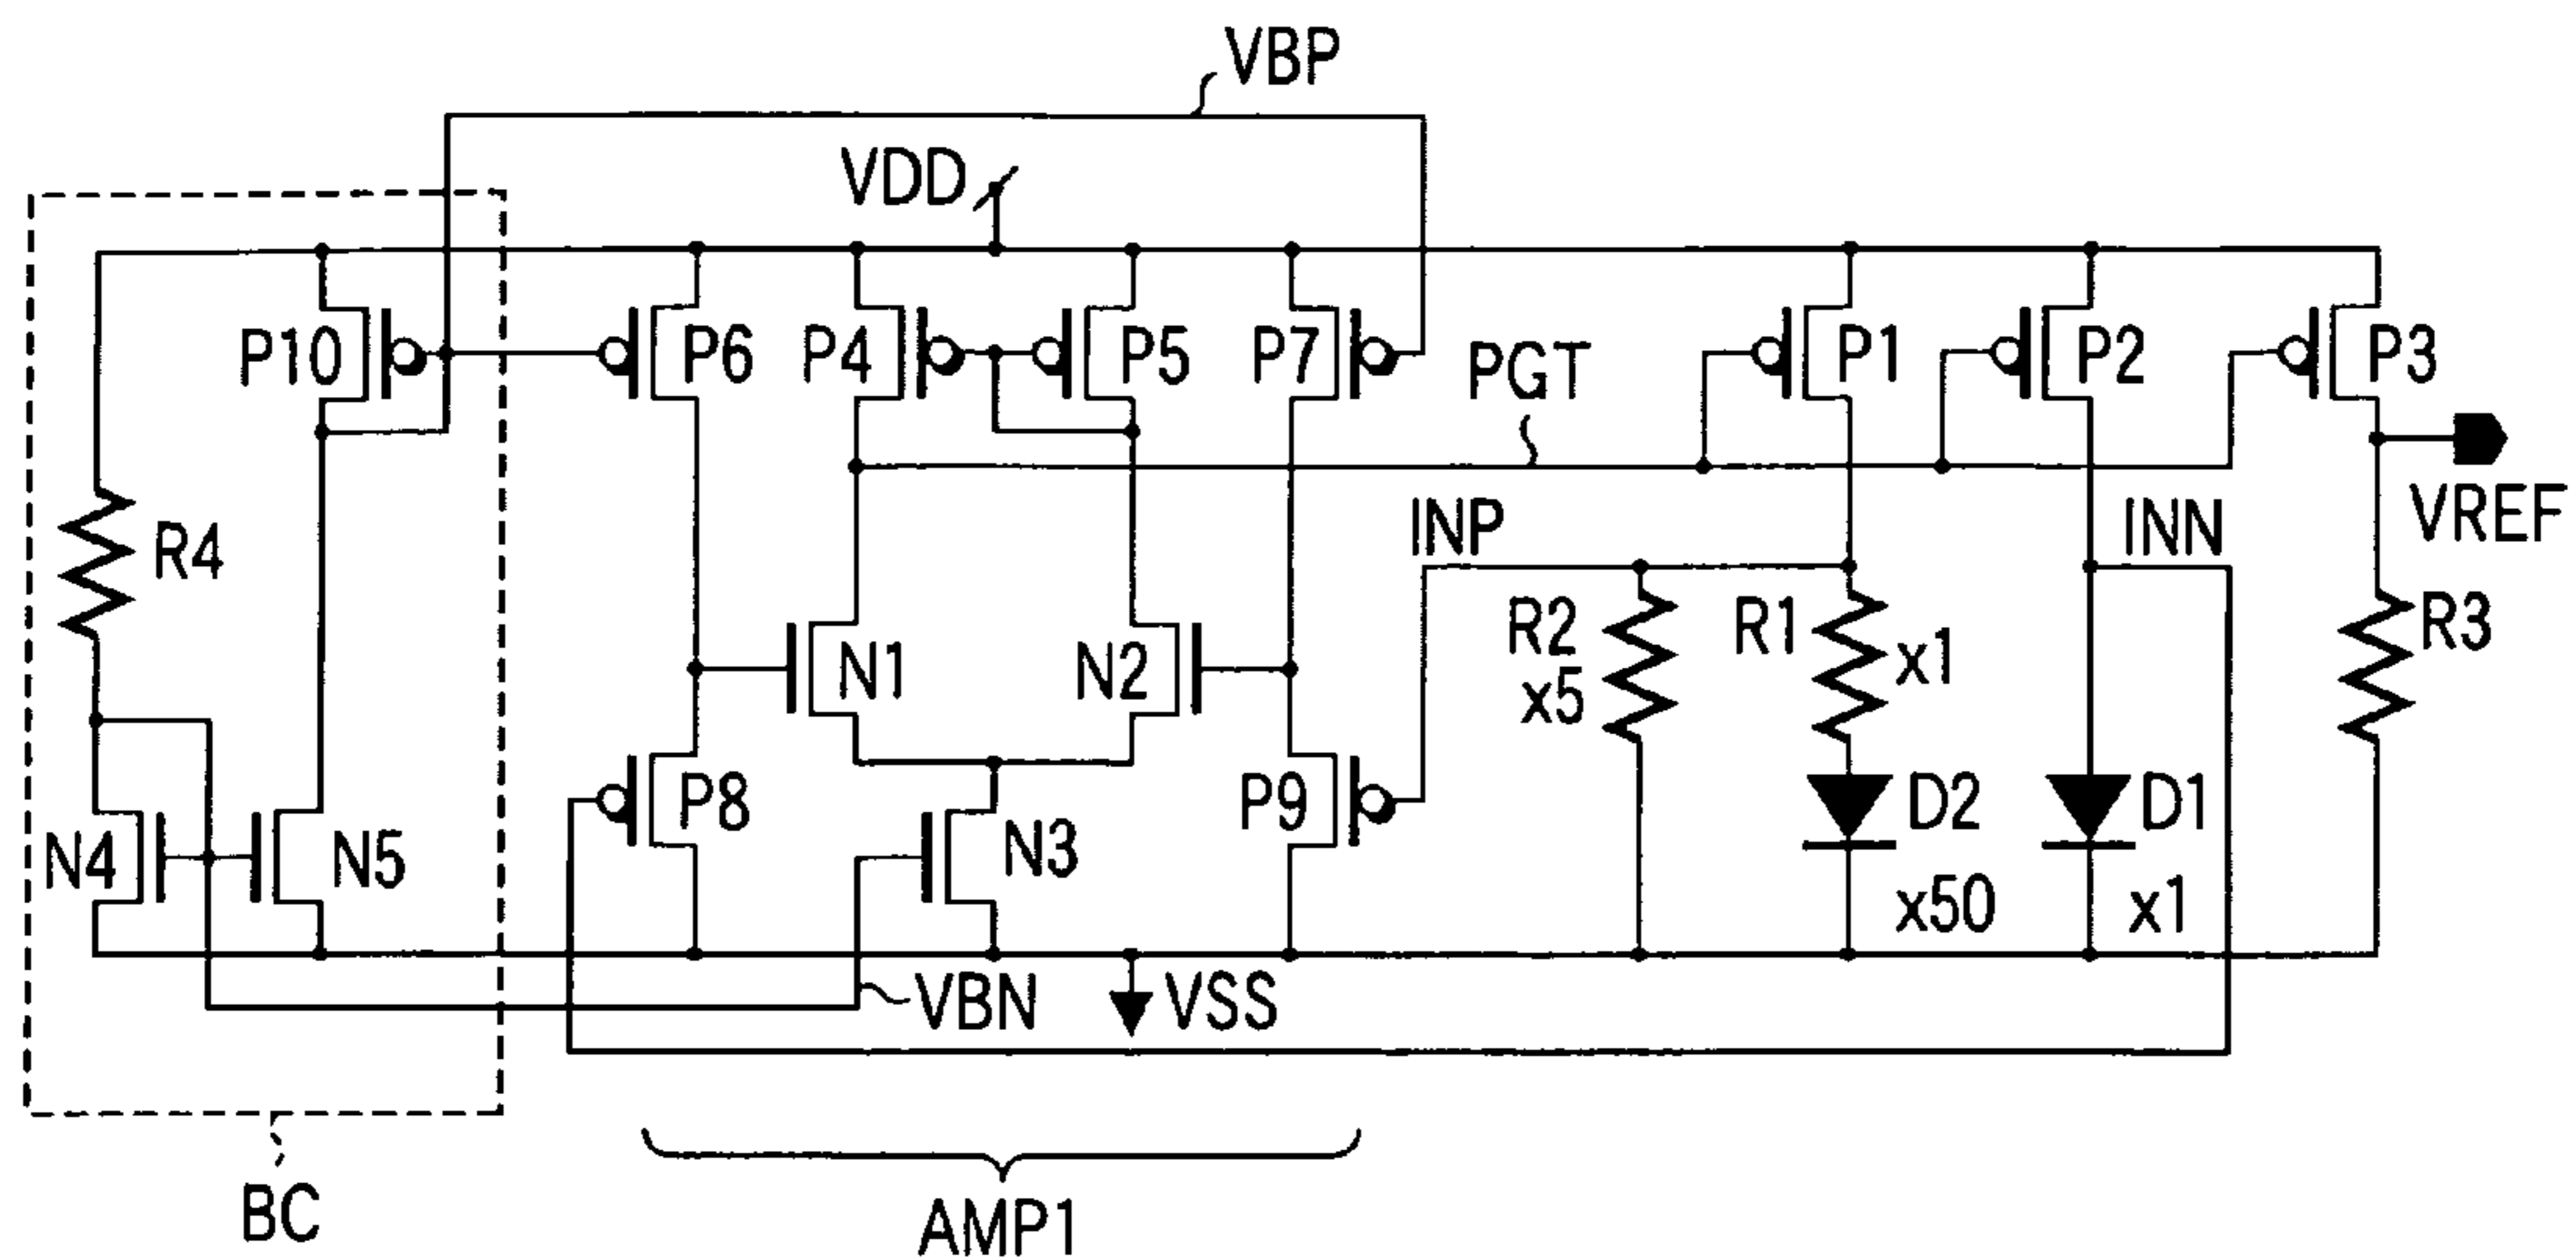 VBP
VDD
P10
P6
P4
P5
P7
PGT
P1
P2
P3
INP
INN
VREF
R4
R2
x5
R1
x1
R3
N1
N2
N4
N5
P8
N3
P9
D2
x50
D1
x1
VBN
VSS
BC
AMP1